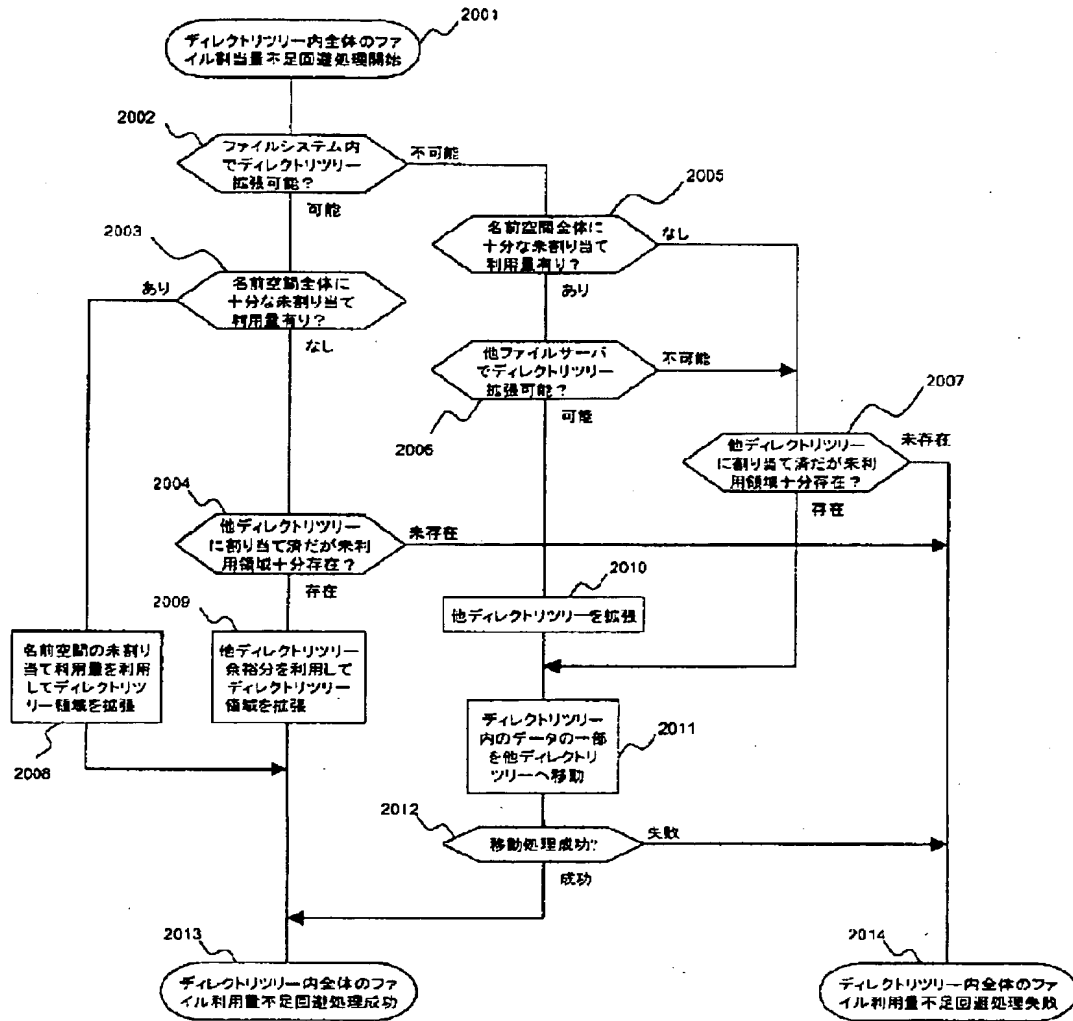 2001
ディレクトリツリー内全体のファ
イル割当量不足回避処理開始
2002
ファイルシステム内
でディレクトリツリー
拡張可能？
不可能
可能
2005
名前空間全体に
十分な未割り当て
利用量有り？
なし
あり
2003
名前空間全体に
十分な未割り当て
利用量有り？
あり
なし
他ファイルサーバ
でディレクトリツリー
拡張可能？
不可能
可能
2006
2007
他ディレクトリツリー
に割り当て済だが未利
用領域十分存在？
未存在
存在
2004
他ディレクトリツリー
に割り当て済だが未利
用領域十分存在？
未存在
存在
2010
他ディレクトリツリーを拡張
2009
名前空間の未割り
当て利用量を利用
してディレクトリツ
リー領域を拡張
2008
他ディレクトリツリー
余裕分を利用して
ディレクトリツリー
領域を拡張
ディレクトリツリー
内のデータの一部
を他ディレクトリ
ツリーへ移動
2011
2012
移動処理成功？
失敗
成功
2013
ディレクトリツリー内全体のファ
イル利用量不足回避処理成功
2014
ディレクトリツリー内全体のファ
イル利用量不足回避処理失敗